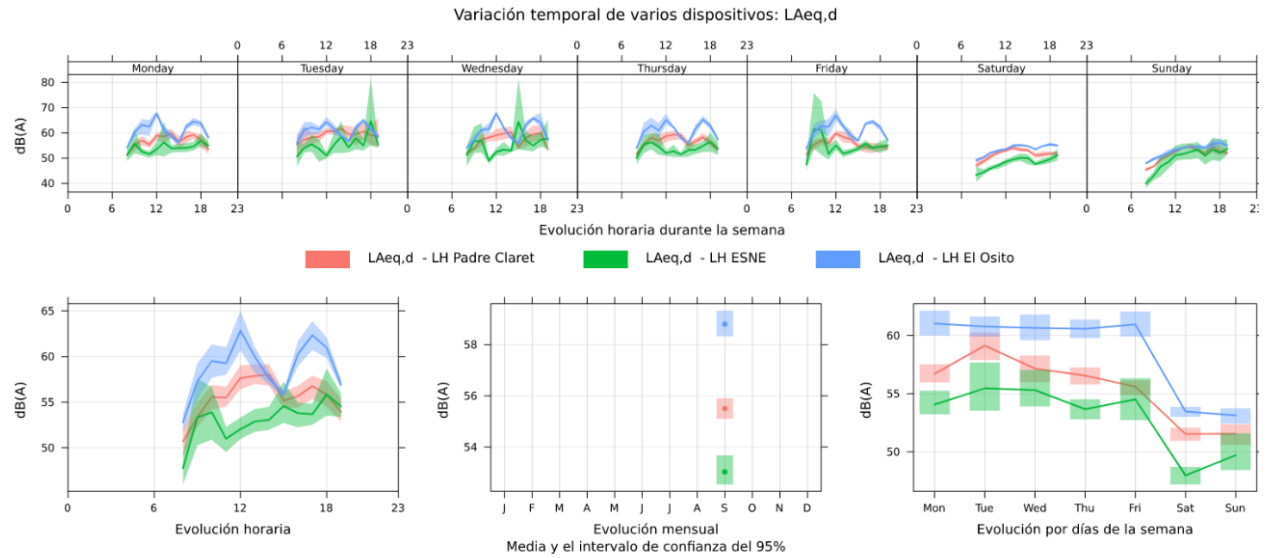 Variación temporal de varios dispositivos: LAeq,d
0 6 12 18 23 0 6 12 18 23 0 6 12 18 23
Monday Tuesday Wednesday Thursday Friday Saturday Sunday
80
70
60
50
40
dB(A)
0 6 12 18 23 0 6 12 18 23 0 6 12 18 23 0 6 12 18 23
Evolución horaria durante la semana
LAeq,d - LH Padre Claret LAeq,d - LH ESNE LAeq,d - LH El Osito
65
60
55
50
dB(A)
0 6 12 18 23
Evolución horaria
58
56
54
dB(A)
J F M A M J J A S O N D
Evolución mensual
Media y el intervalo de confianza del 95%
60
55
50
dB(A)
Mon Tue Wed Thu Fri Sat Sun
Evolución por días de la semana